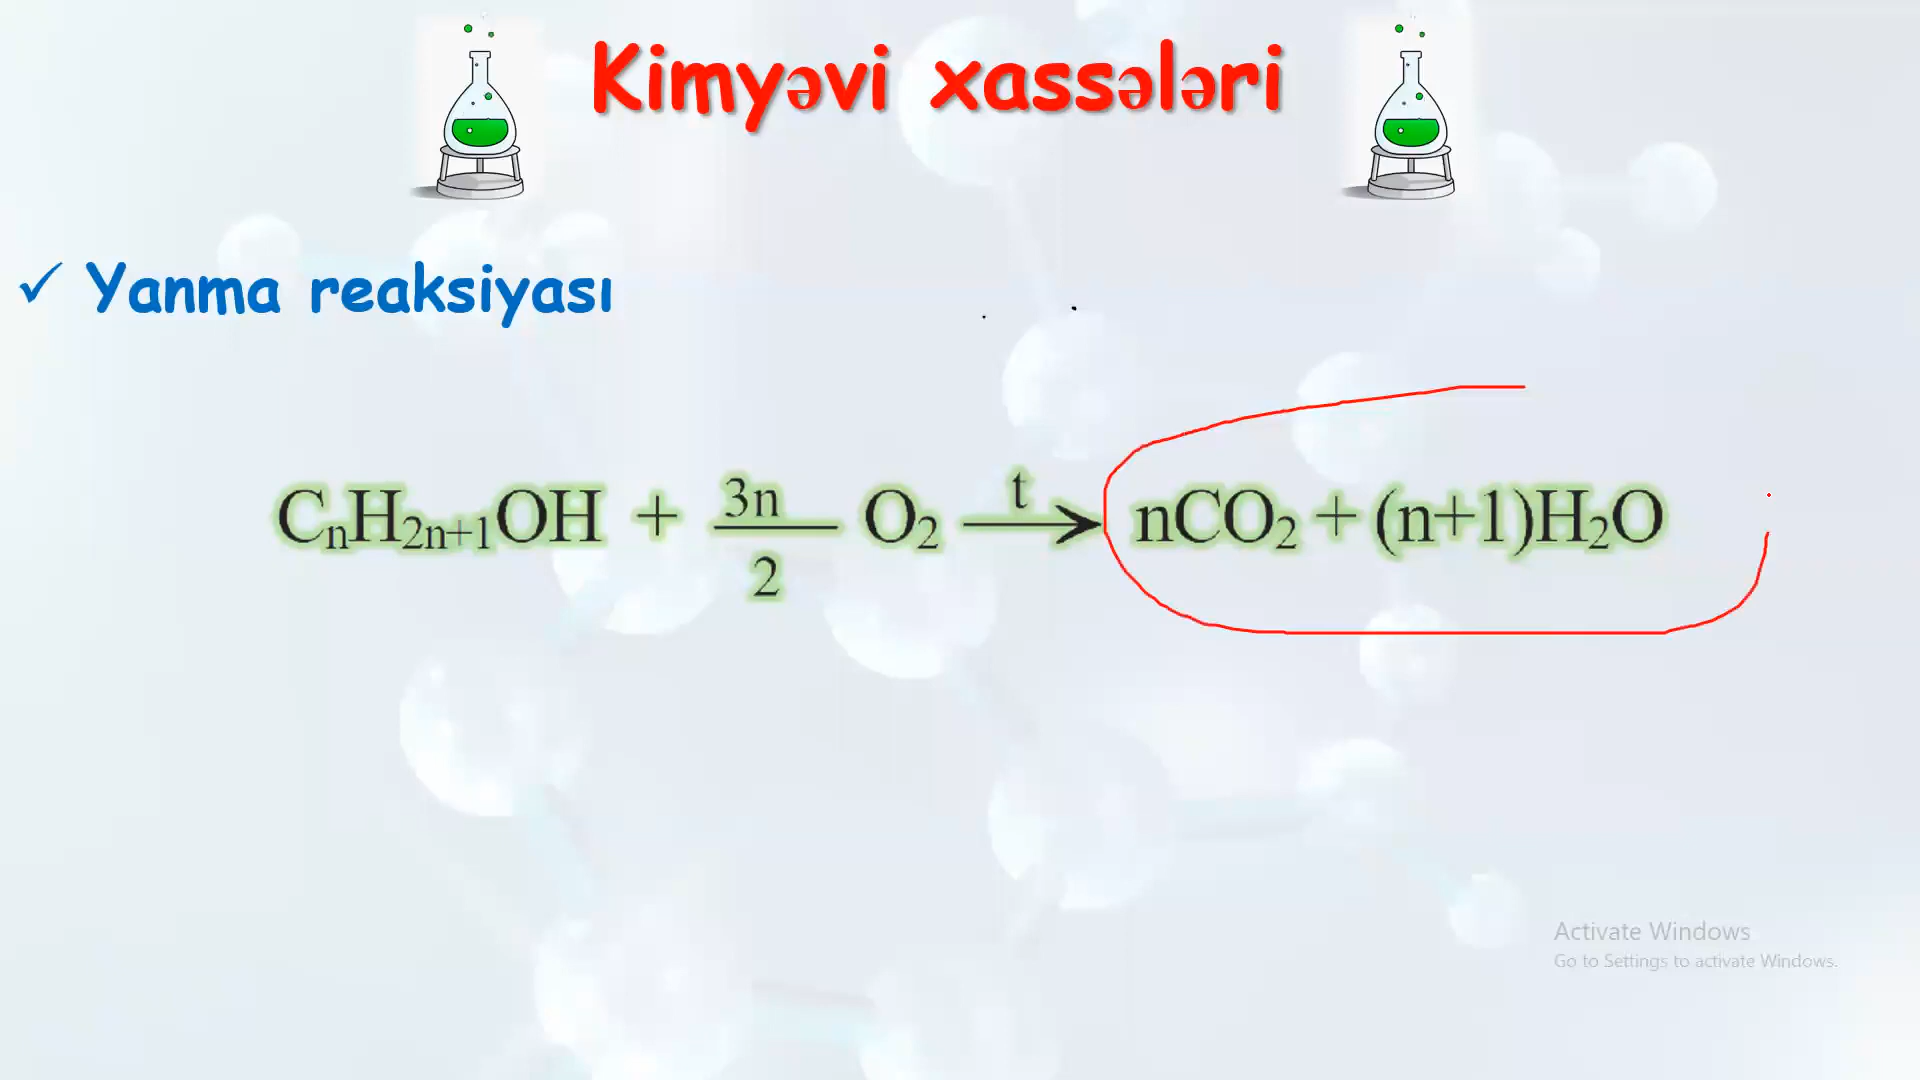 Kimyəvi xassələri
✓ Yanma reaksiyası
CₙH₂ₙ₊₁OH + 3n/2 O₂ —t→ nCO₂ + (n+1)H₂O
Activate Windows
Go to Settings to activate Windows.